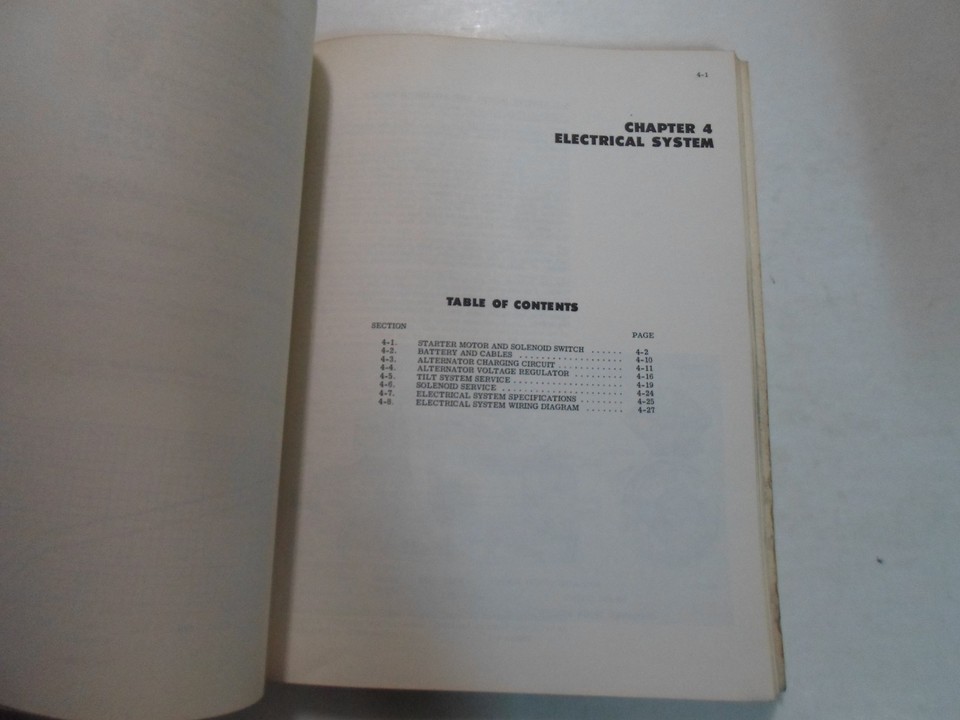 4-1
CHAPTER 4
ELECTRICAL SYSTEM
TABLE OF CONTENTS
SECTION PAGE
4-1. STARTER MOTOR AND SOLENOID SWITCH ...... 4-2
4-2. BATTERY AND CABLES .................. 4-10
4-3. ALTERNATOR CHARGING CIRCUIT ........... 4-11
4-4. ALTERNATOR VOLTAGE REGULATOR ......... 4-16
4-5. TILT SYSTEM SERVICE ................... 4-19
4-6. SOLENOID SERVICE ..................... 4-24
4-7. ELECTRICAL SYSTEM SPECIFICATIONS ........ 4-25
4-8. ELECTRICAL SYSTEM WIRING DIAGRAM ....... 4-27